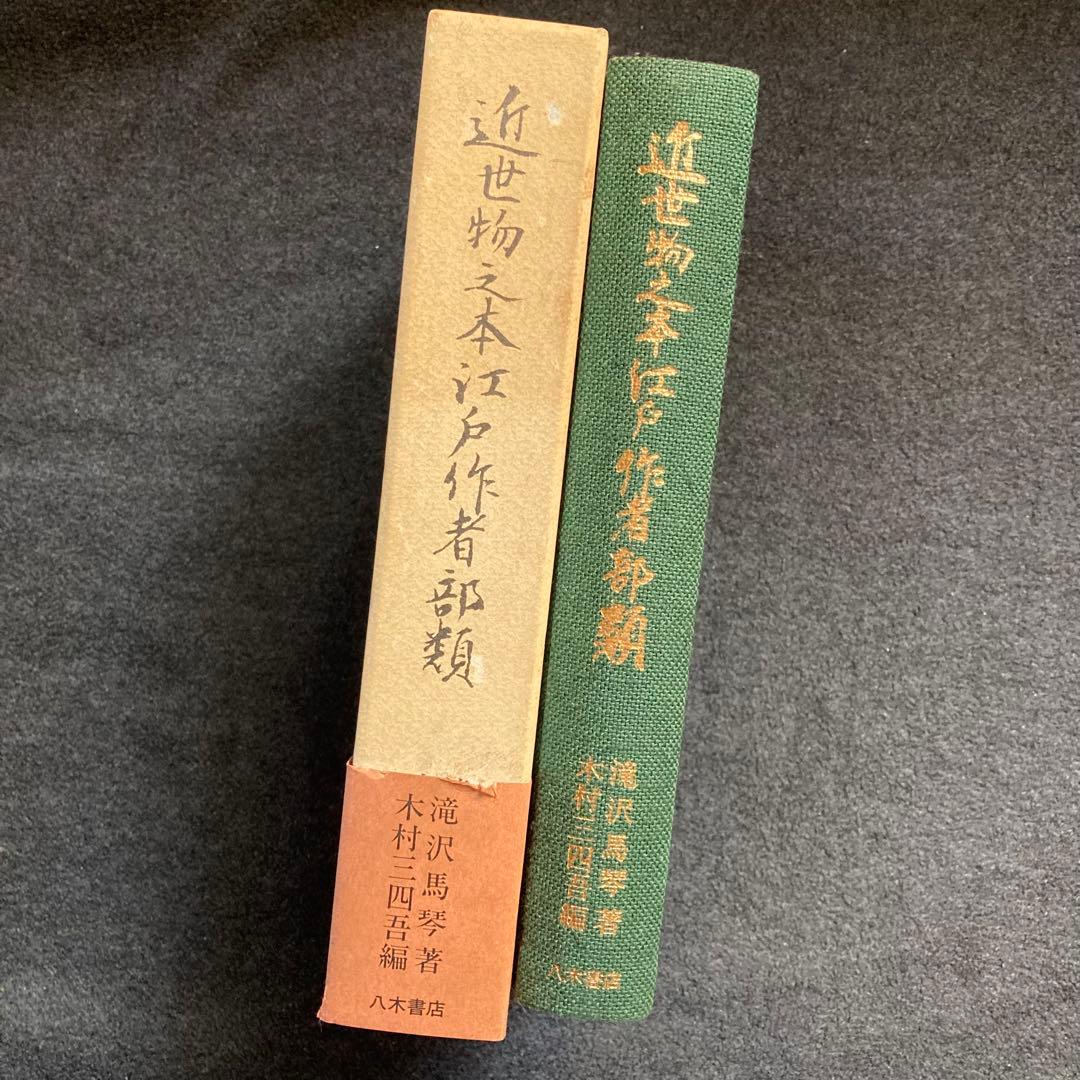 近世物之本江戸作者部類
滝沢馬琴著
木村三四吾編
八木書店
近世物之本江戸作者部類
滝沢馬琴著
木村三四吾編
八木書店